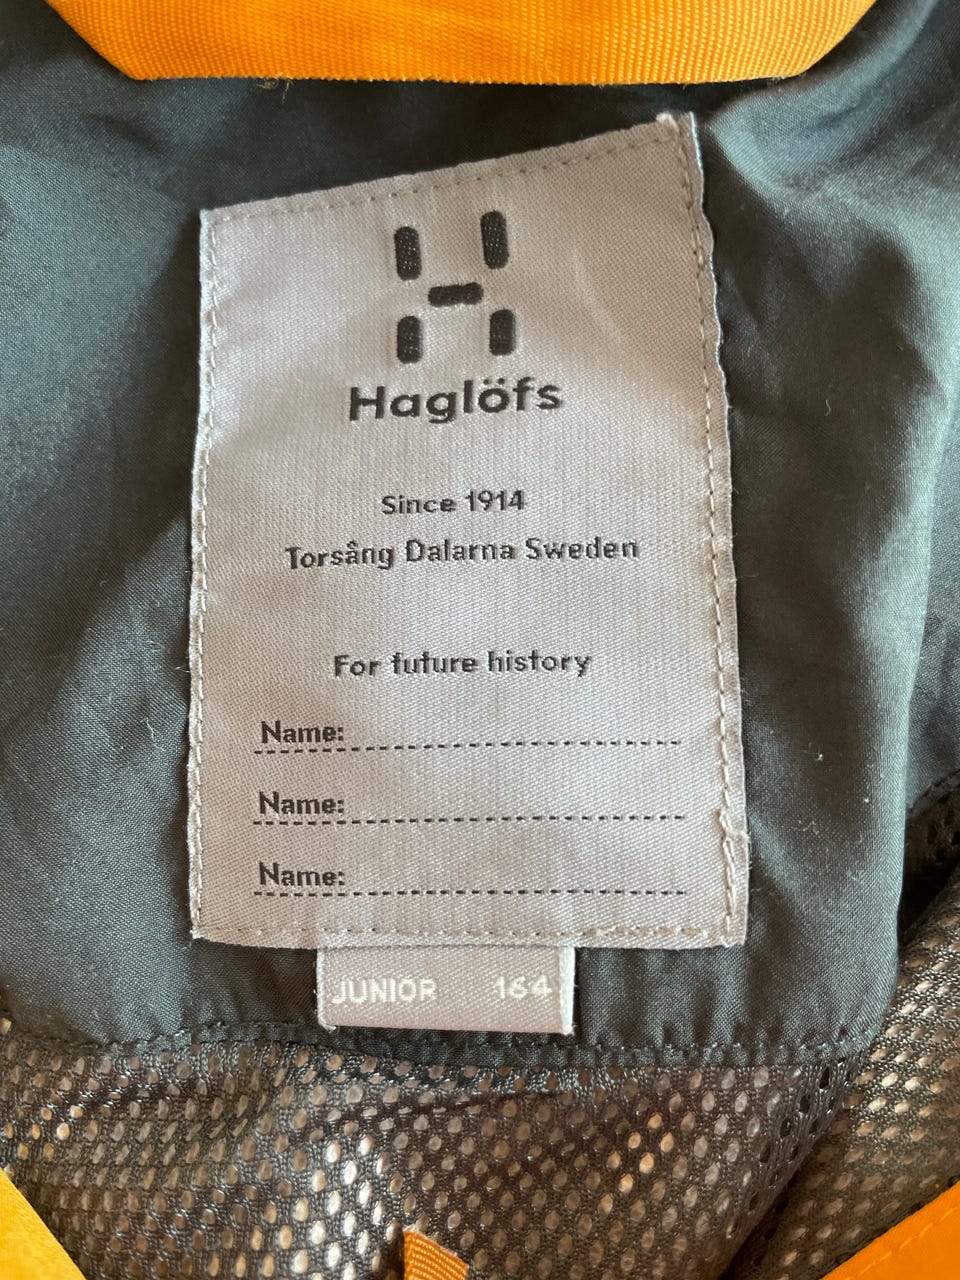 Haglöfs
Since 1914
Torsång Dalarna Sweden
For future history
Name:
Name:
Name:
JUNIOR 164